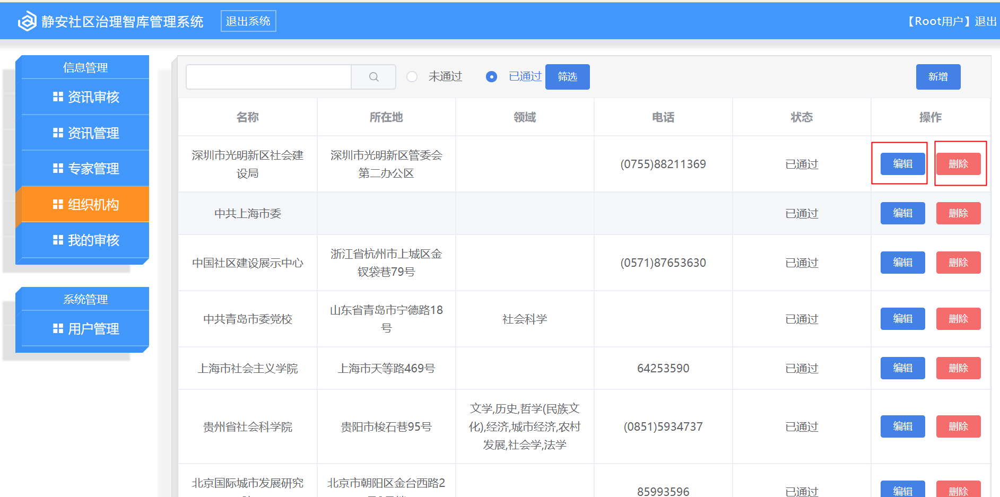 静安社区治理智库管理系统 退出系统 【Root用户】退出
信息管理
资讯审核
资讯管理
专家管理
组织机构
我的审核
系统管理
用户管理
未通过 已通过 筛选 新增
名称 所在地 领域 电话 状态 操作
深圳市光明新区社会建
设局
深圳市光明新区管委会
第二办公区
(0755)88211369 已通过 编辑 删除
中共上海市委 已通过 编辑 删除
中国社区建设展示中心
浙江省杭州市上城区金
钗袋巷79号
(0571)87653630 已通过 编辑 删除
中共青岛市委党校
山东省青岛市宁德路18
号
社会科学 已通过 编辑 删除
上海市社会主义学院 上海市天等路469号 64253590 已通过 编辑 删除
贵州省社会科学院 贵阳市梭石巷95号
文学,历史,哲学(民族文
化),经济,城市经济,农村
发展,社会学,法学
(0851)5934737 已通过 编辑 删除
北京国际城市发展研究
北京市朝阳区金台西路2
85993596 已通过 编辑 删除